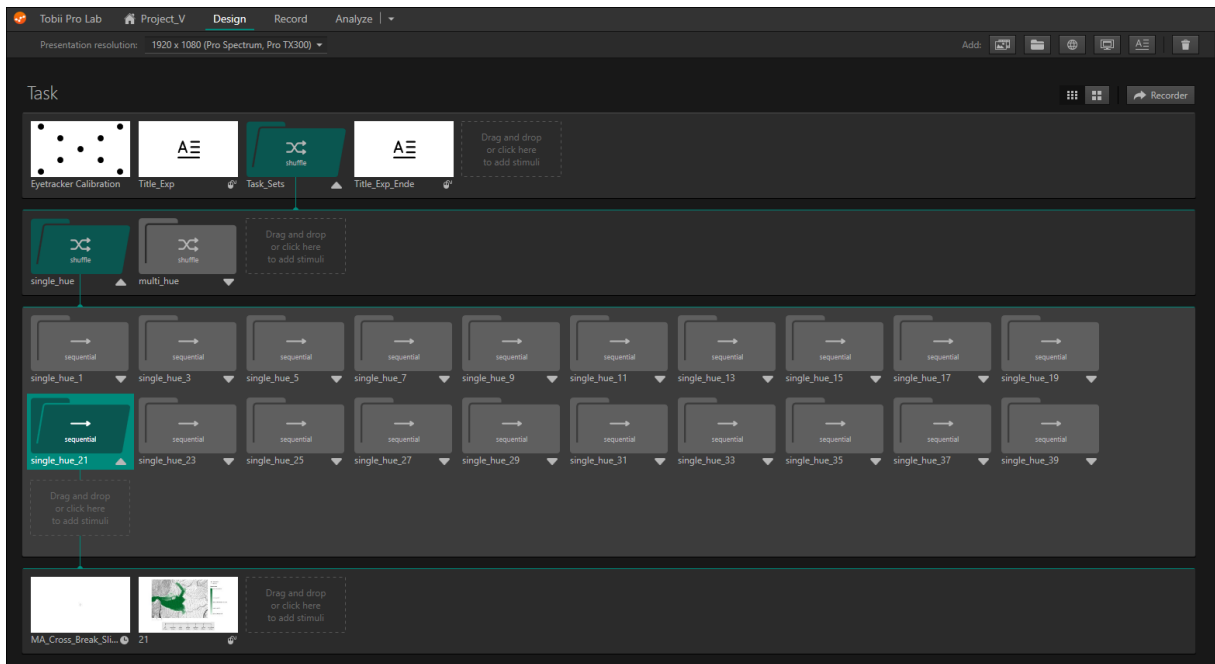 Tobii Pro Lab Project_V Design Record Analyze
Presentation resolution: 1920 x 1080 (Pro Spectrum, Pro TX300) Add: AΞ
Task Recorder
AΞ
shuffle
AΞ
Drag and drop
or click here
to add stimuli
Eyetracker Calibration Title_Exp Task_Sets Title_Exp_Ende
shuffle
shuffle
Drag and drop
or click here
to add stimuli
single_hue multi_hue
sequential sequential sequential sequential sequential sequential sequential sequential sequential sequential
single_hue_1 single_hue_3 single_hue_5 single_hue_7 single_hue_9 single_hue_11 single_hue_13 single_hue_15 single_hue_17 single_hue_19
sequential sequential sequential sequential sequential sequential sequential sequential sequential sequential
single_hue_21 single_hue_23 single_hue_25 single_hue_27 single_hue_29 single_hue_31 single_hue_33 single_hue_35 single_hue_37 single_hue_39
Drag and drop
or click here
to add stimuli
Drag and drop
or click here
to add stimuli
MA_Cross_Break_Sli... 21